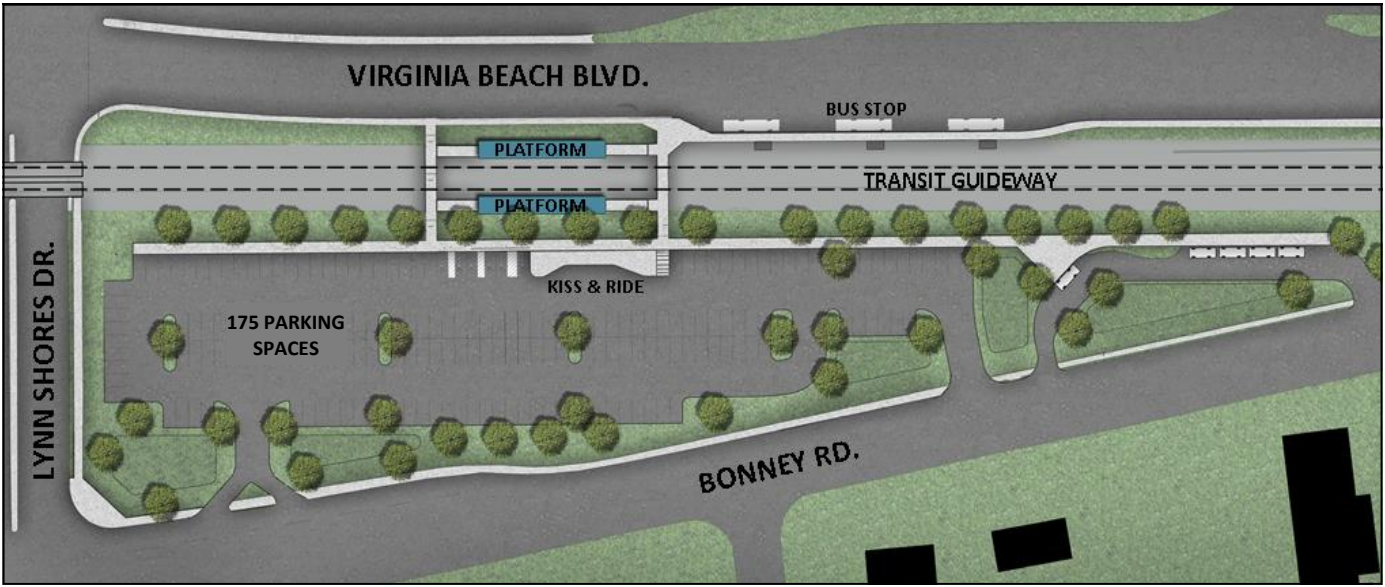 VIRGINIA BEACH BLVD.
BUS STOP
PLATFORM
TRANSIT GUIDEWAY
PLATFORM
KISS & RIDE
175 PARKING
SPACES
LYNN SHORES DR.
BONNEY RD.